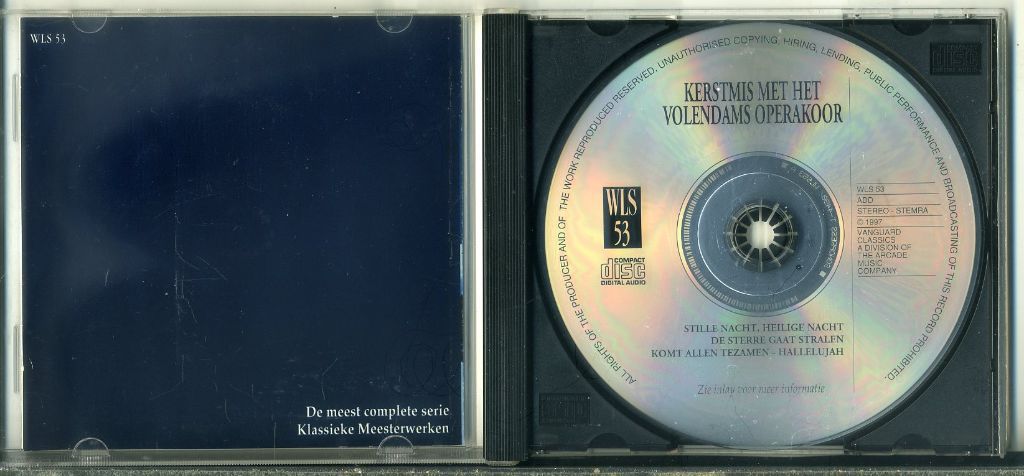 WLS 53
De meest complete serie
Klassieke Meesterwerken
ALL RIGHTS OF THE PRODUCER AND OF THE WORK REPRODUCED RESERVED. UNAUTHORISED COPYING, HIRING, LENDING, PUBLIC PERFORMANCE AND BROADCASTING OF THIS RECORD PROHIBITED.
KERSTMIS MET HET
VOLENDAMS OPERAKOOR
WLS
53
COMPACT
disc
DIGITAL AUDIO
WLS 53
ADD
STEREO - STEMRA
© 1997
VANGUARD
CLASSICS
A DIVISION OF
THE ARCADE
MUSIC
COMPANY
STILLE NACHT, HEILIGE NACHT
DE STERRE GAAT STRALEN
KOMT ALLEN TEZAMEN - HALLELUJAH
Zie inlay voor meer informatie